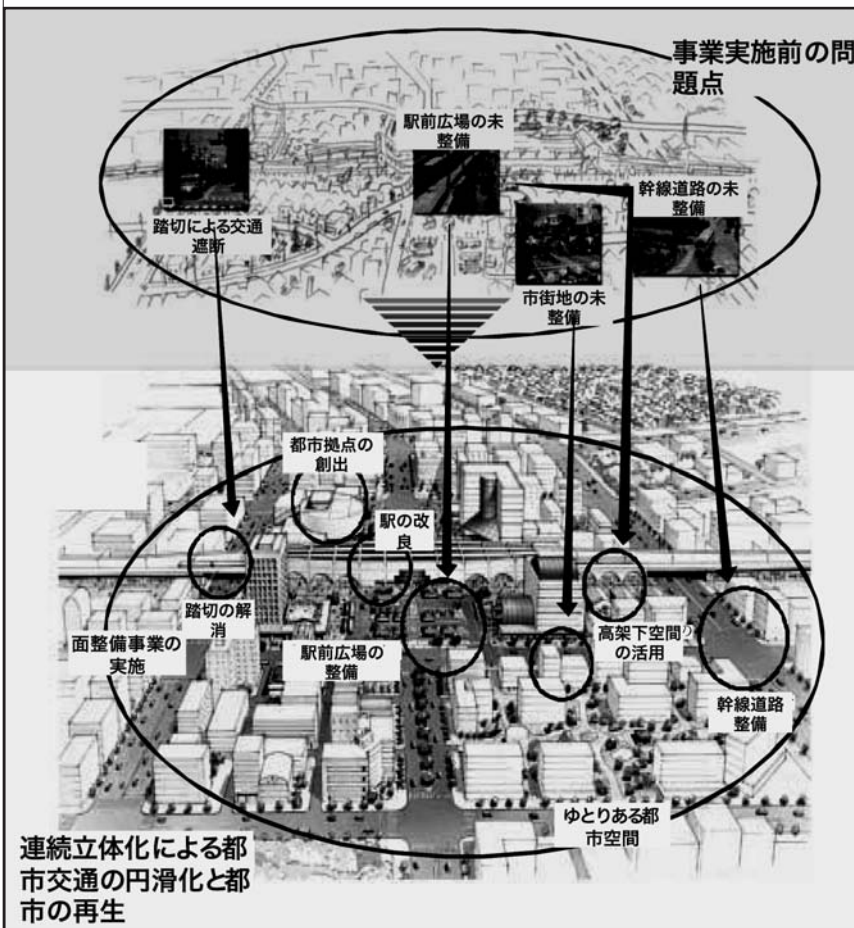 事業実施前の問
題点
駅前広場の未
整備
幹線道路の未
整備
踏切による交通
遮断
市街地の未
整備
都市拠点の
創出
駅の改
良
踏切の解
消
面整備事業の
実施
駅前広場の
整備
高架下空間
の活用
幹線道路
整備
ゆとりある都
市空間
連続立体化による都
市交通の円滑化と都
市の再生